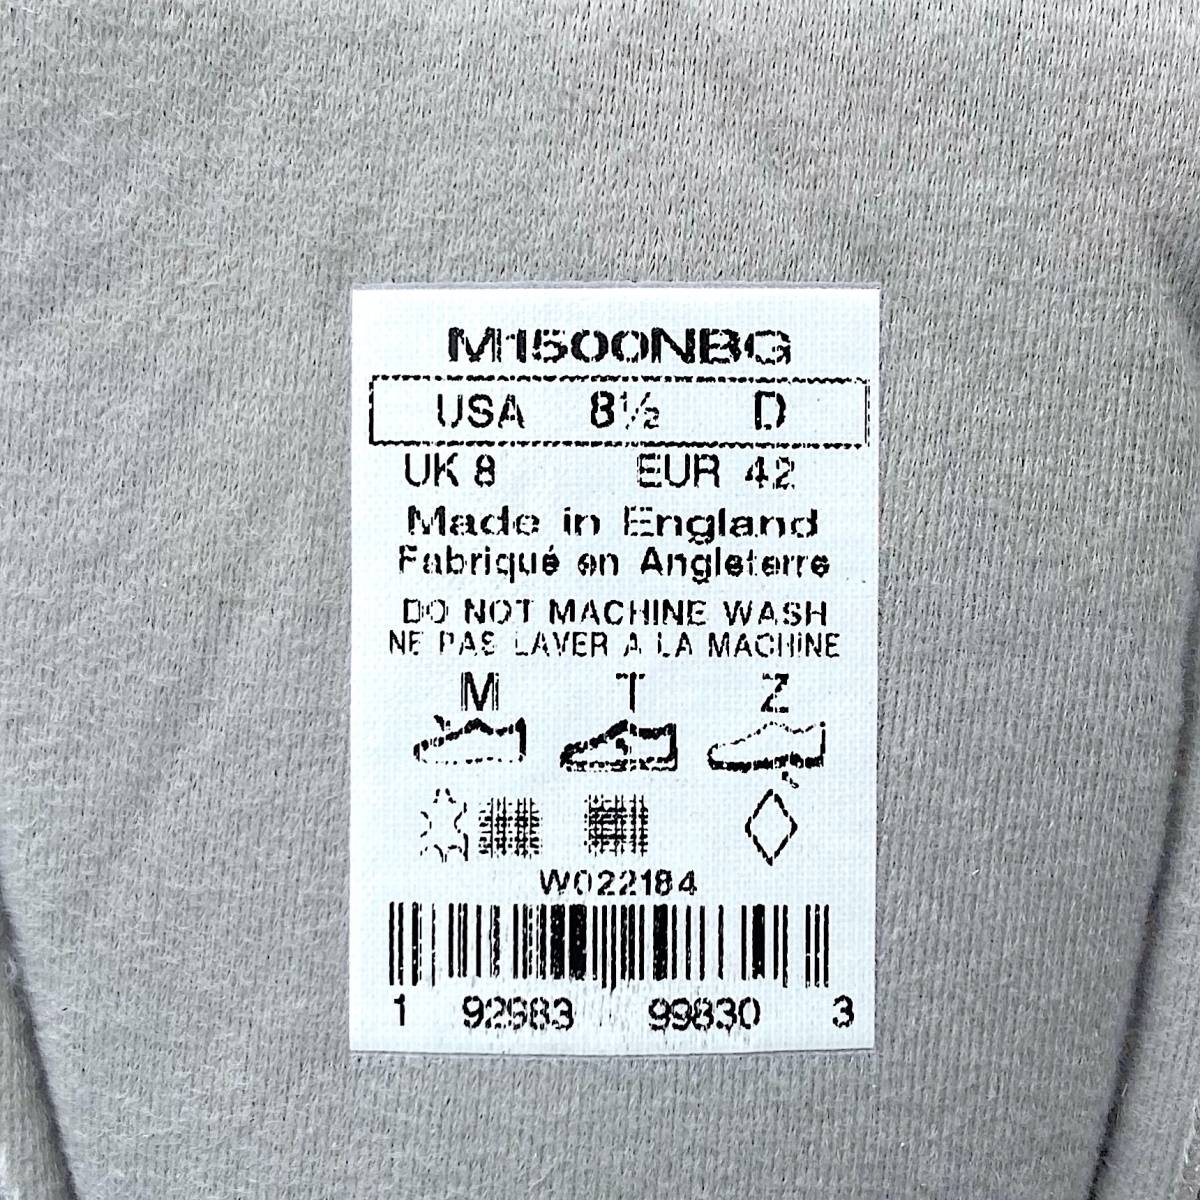 M1500NBG
USA 8½ D
UK 8 EUR 42
Made in England
Fabriqué en Angleterre
DO NOT MACHINE WASH
NE PAS LAVER A LA MACHINE
M T Z
W022184
1 92983 99830 3